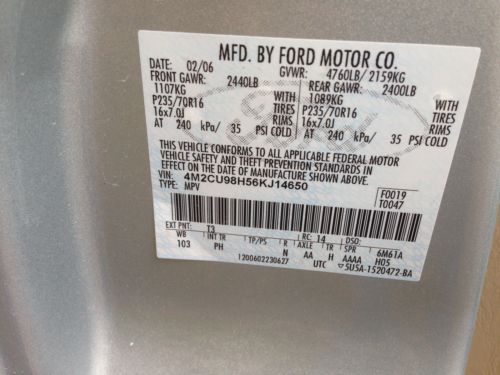 MFD. BY FORD MOTOR CO.
DATE: 02/06 GVWR: 4760LB/ 2159KG
FRONT GAWR: 2440LB REAR GAWR: 2400LB
1107KG 1089KG
P235/70R16 TIRES P235/70R16 TIRES
16x7.0J RIMS 16x7.0J RIMS
AT 240 kPa/ 35 PSI COLD AT 240 kPa/ 35 PSI COLD
THIS VEHICLE CONFORMS TO ALL APPLICABLE FEDERAL MOTOR
VEHICLE SAFETY AND THEFT PREVENTION STANDARDS IN
EFFECT ON THE DATE OF MANUFACTURE SHOWN ABOVE.
VIN: 4M2CU98H56KJ14650 F0019
TYPE: MPV T0047
EXT PNT: T3 RC: 14 DSO:
WB INT TR TP/PS R AXLE TR SPR 6M61A
103 PH N AA H AAAA H05
1200602230627 UTC 5U5A-1520472-BA